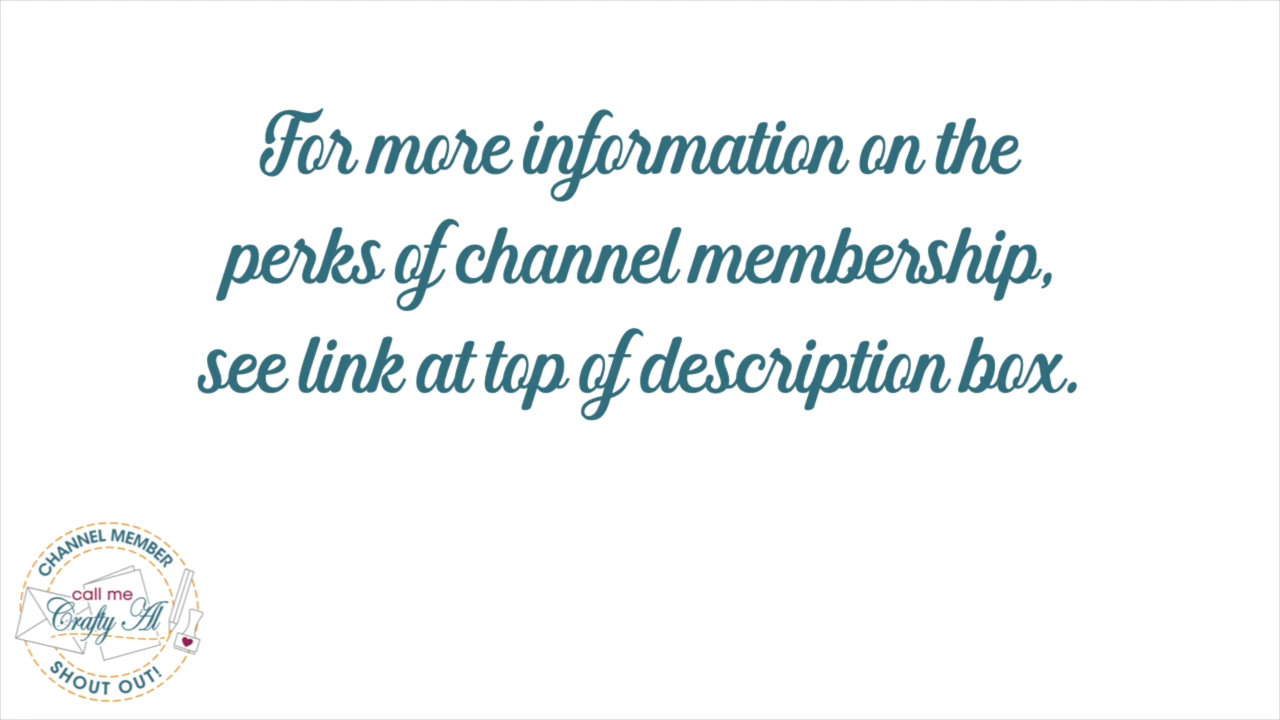 For more information on the
perks of channel membership,
see link at top of description box.
CHANNEL MEMBER
call me
Crafty Al
SHOUT OUT!